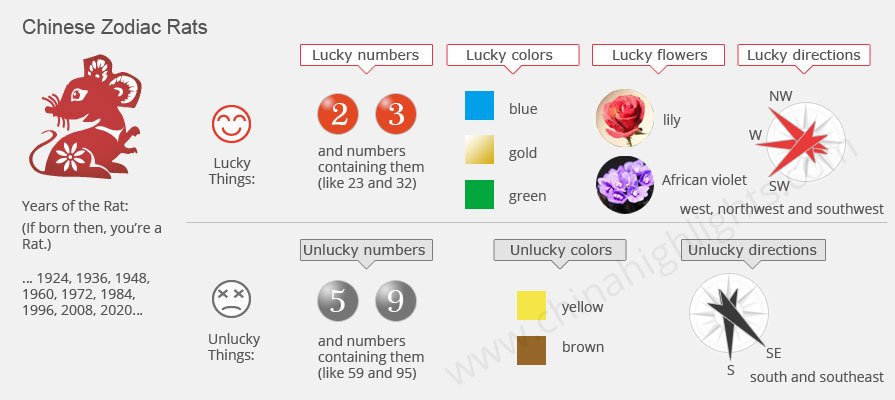 Chinese Zodiac Rats
Years of the Rat:
(If born then, you're a
Rat.)
... 1924, 1936, 1948,
1960, 1972, 1984,
1996, 2008, 2020...
Lucky
Things:
Lucky numbers
2 3
and numbers
containing them
(like 23 and 32)
Lucky colors
blue
gold
green
Lucky flowers
lily
African violet
Lucky directions
NW
W
SW
west, northwest and southwest
Unlucky
Things:
Unlucky numbers
5 9
and numbers
containing them
(like 59 and 95)
Unlucky colors
yellow
brown
Unlucky directions
SE
S
south and southeast
www.chinahighlights.com